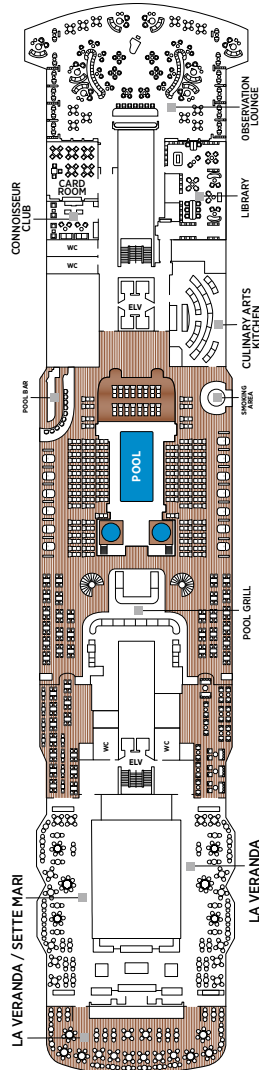 OBSERVATION
LOUNGE
CARD
ROOM
LIBRARY
CONNOISSEUR
CLUB
WC
WC
ELV
CULINARY ARTS
KITCHEN
POOL BAR
SMOKING
AREA
POOL
POOL GRILL
WC
WC
ELV
LA VERANDA
LA VERANDA / SETTE MARI